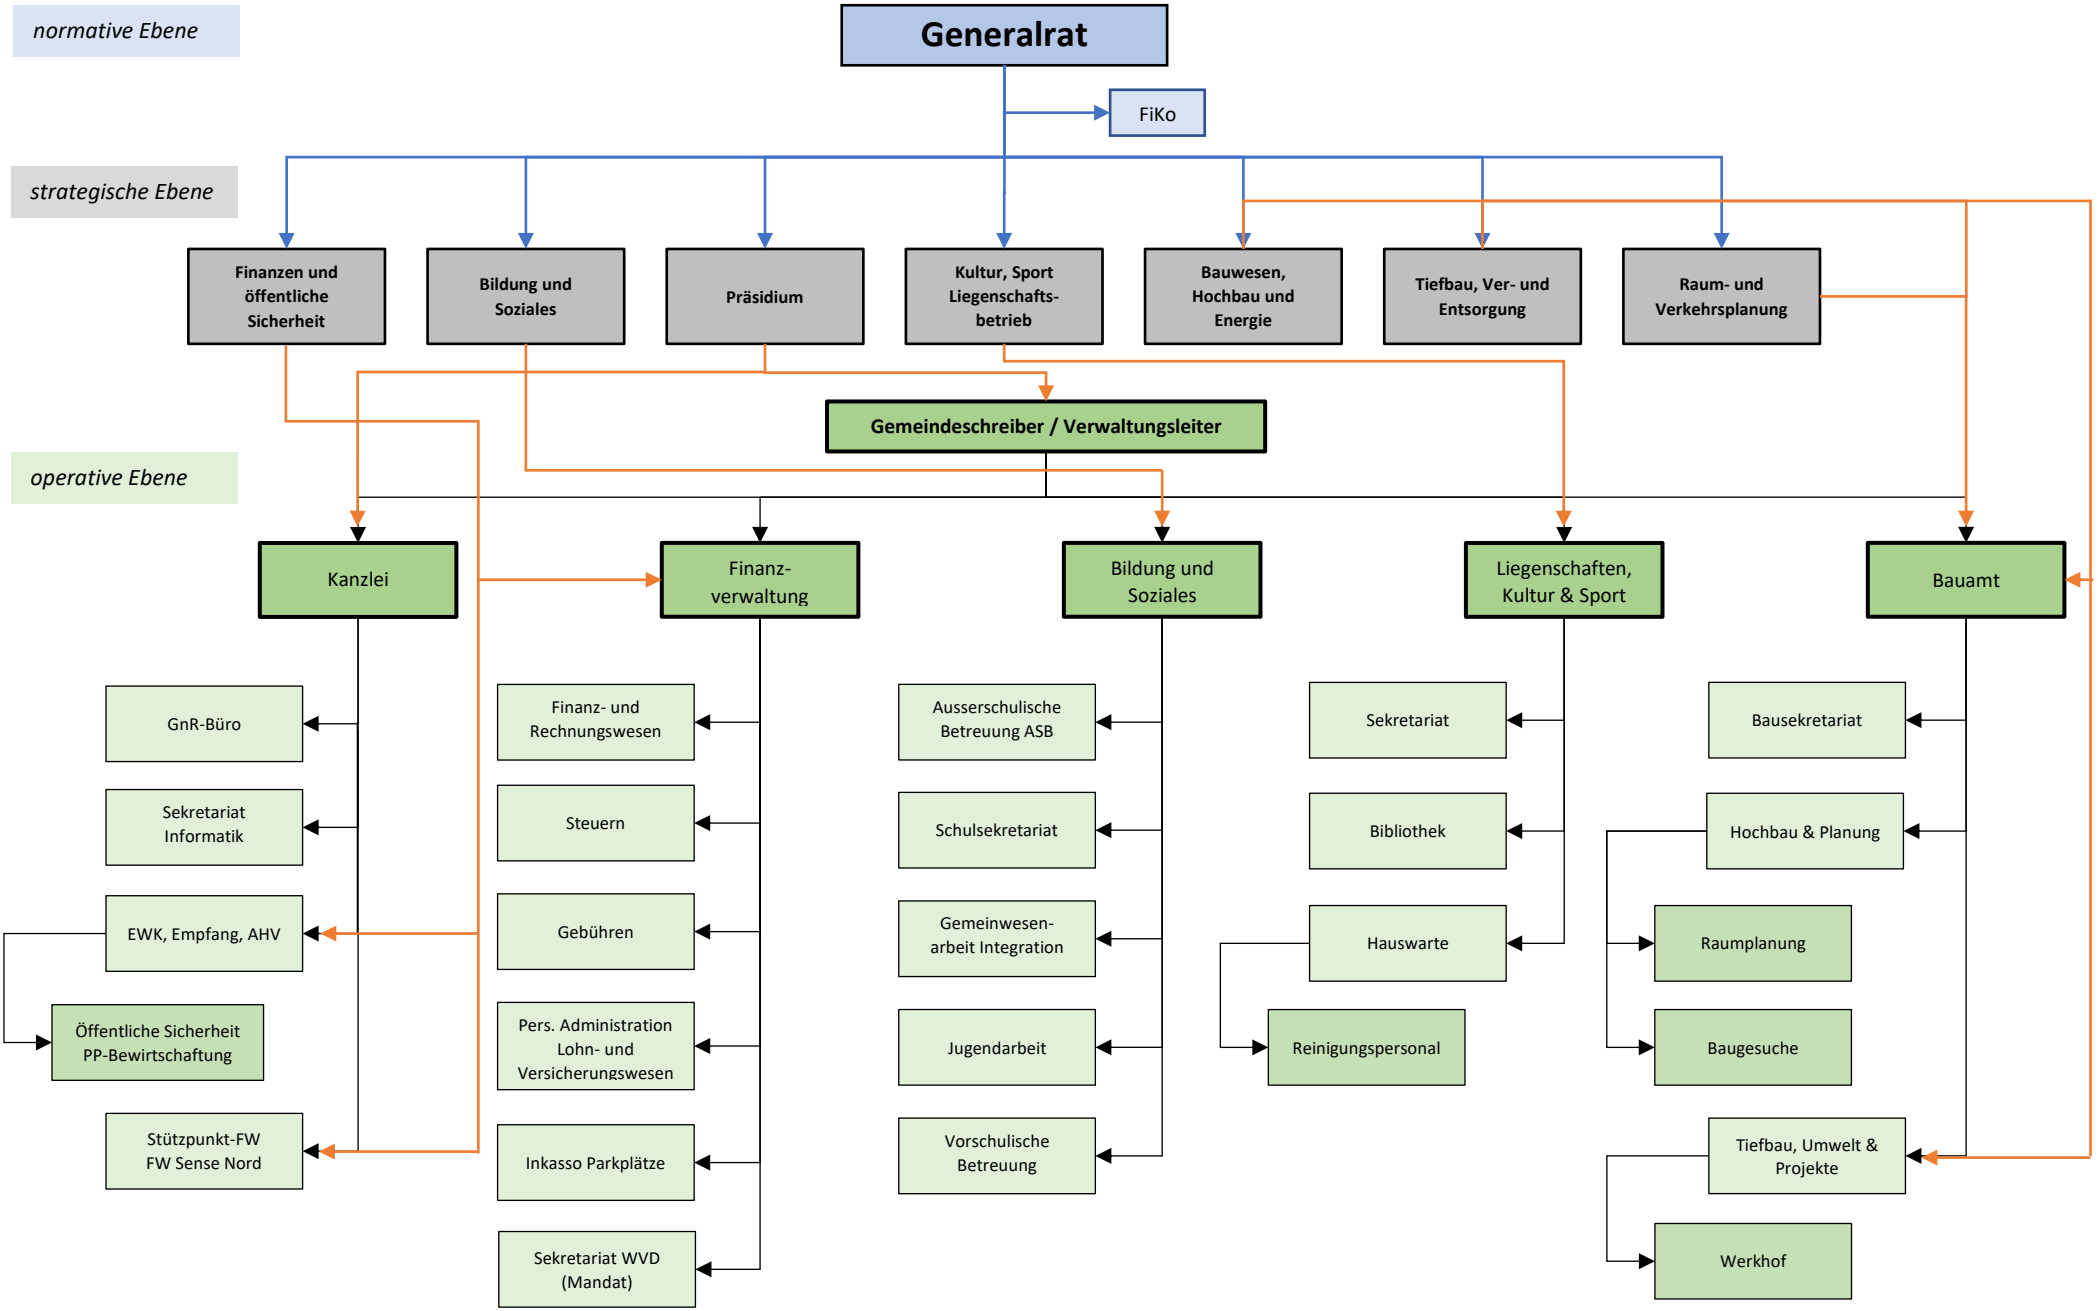 normative Ebene
Generalrat
FiKo
strategische Ebene
Finanzen und
öffentliche
Sicherheit
Bildung und
Soziales
Präsidium
Kultur, Sport
Liegenschafts-
betrieb
Bauwesen,
Hochbau und
Energie
Tiefbau, Ver- und
Entsorgung
Raum- und
Verkehrsplanung
Gemeindeschreiber / Verwaltungsleiter
operative Ebene
Kanzlei
Finanz-
verwaltung
Bildung und
Soziales
Liegenschaften,
Kultur & Sport
Bauamt
GnR-Büro
Sekretariat
Informatik
EWK, Empfang, AHV
Öffentliche Sicherheit
PP-Bewirtschaftung
Stützpunkt-FW
FW Sense Nord
Finanz- und
Rechnungswesen
Steuern
Gebühren
Pers. Administration
Lohn- und
Versicherungswesen
Inkasso Parkplätze
Sekretariat WVD
(Mandat)
Ausserschulische
Betreuung ASB
Schulsekretariat
Gemeinwesen-
arbeit Integration
Jugendarbeit
Vorschulische
Betreuung
Sekretariat
Bibliothek
Hauswarte
Reinigungspersonal
Bausekretariat
Hochbau & Planung
Raumplanung
Baugesuche
Tiefbau, Umwelt &
Projekte
Werkhof